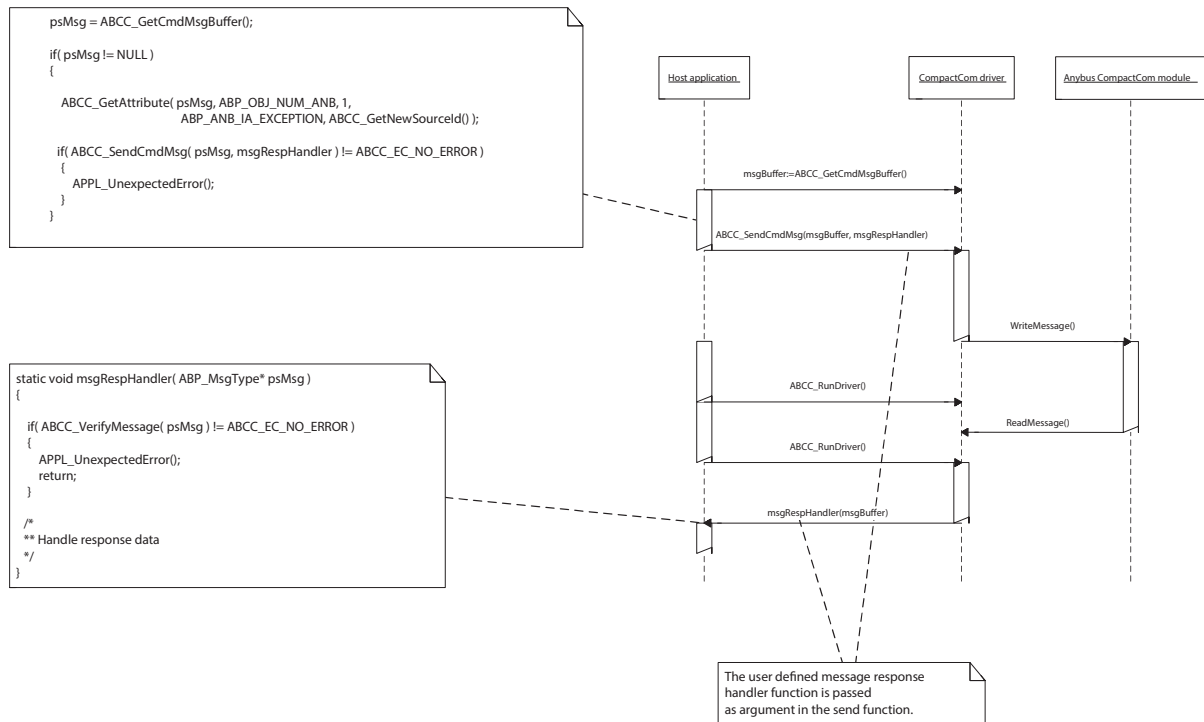 psMsg = ABCC_GetCmdMsgBuffer();
if( psMsg != NULL )
{
ABCC_GetAttribute( psMsg, ABP_OBJ_NUM_ANB, 1,
ABP_ANB_IA_EXCEPTION, ABCC_GetNewSourceId() );
if( ABCC_SendCmdMsg( psMsg, msgRespHandler ) != ABCC_EC_NO_ERROR )
{
APPL_UnexpectedError();
}
}
Host application
CompactCom driver
Anybus CompactCom module
msgBuffer:=ABCC_GetCmdMsgBuffer()
ABCC_SendCmdMsg(msgBuffer, msgRespHandler)
WriteMessage()
static void msgRespHandler( ABP_MsgType* psMsg )
{
if( ABCC_VerifyMessage( psMsg ) != ABCC_EC_NO_ERROR )
{
APPL_UnexpectedError();
return;
}
/*
** Handle response data
*/
}
ABCC_RunDriver()
ReadMessage()
ABCC_RunDriver()
msgRespHandler(msgBuffer)
The user defined message response
handler function is passed
as argument in the send function.